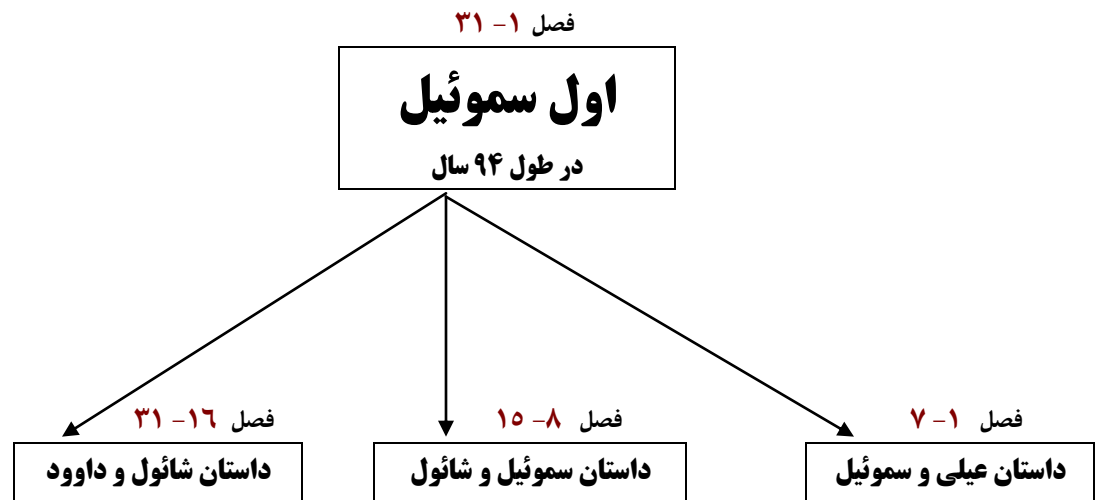 فصل ۱- ۳۱
اول سموئیل
در طول ۹۴ سال
فصل ۱- ۷
فصل ۸- ۱۵
فصل ۱۶- ۳۱
داستان عیلی و سموئیل
داستان سموئیل و شائول
داستان شائول و داوود